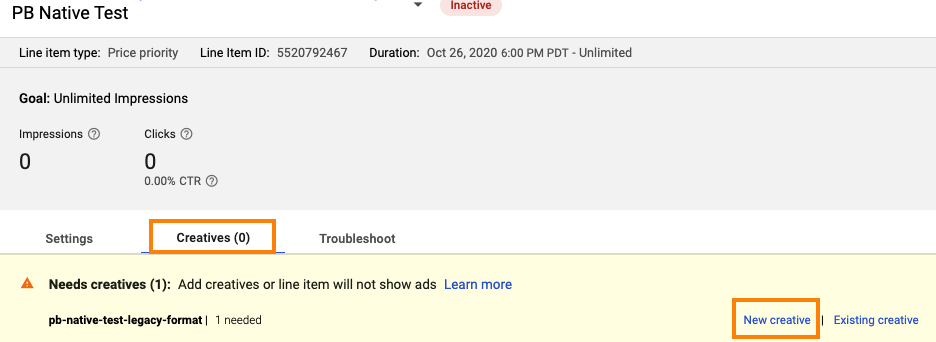 PB Native Test
Inactive
Line item type: Price priority Line Item ID: 5520792467 Duration: Oct 26, 2020 6:00 PM PDT - Unlimited
Goal: Unlimited Impressions
Impressions Clicks
0 0
0.00% CTR
Settings Creatives (0) Troubleshoot
Needs creatives (1): Add creatives or line item will not show ads Learn more
pb-native-test-legacy-format | 1 needed New creative | Existing creative